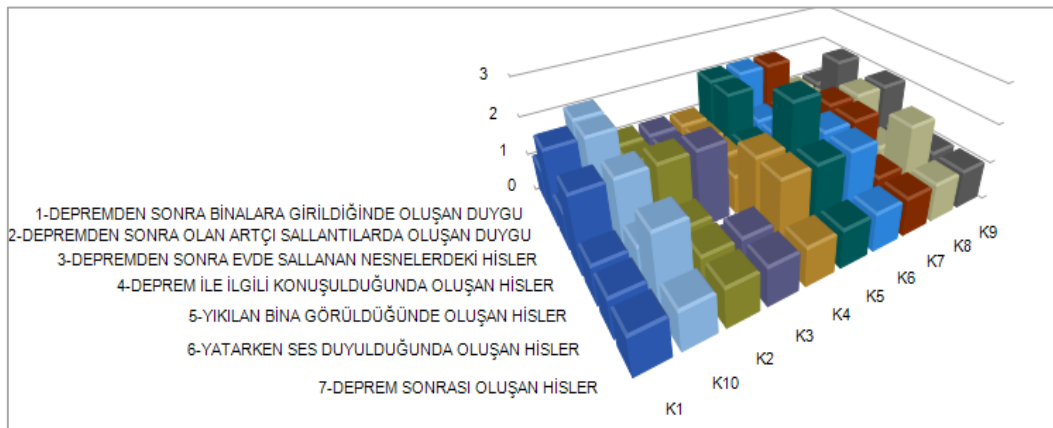 3
2
1
0
1-DEPREMDEN SONRA BİNALARA GİRİLDİĞİNDE OLUŞAN DUYGU
2-DEPREMDEN SONRA OLAN ARTÇI SALLANTILARDA OLUŞAN DUYGU
3-DEPREMDEN SONRA EVDE SALLANAN NESNELERDEKİ HİSLER
4-DEPREM İLE İLGİLİ KONUŞULDUĞUNDA OLUŞAN HİSLER
5-YIKILAN BİNA GÖRÜLDÜĞÜNDE OLUŞAN HİSLER
6-YATARKEN SES DUYULDUĞUNDA OLUŞAN HİSLER
7-DEPREM SONRASI OLUŞAN HİSLER
K1
K10
K2
K3
K4
K5
K6
K7
K8
K9